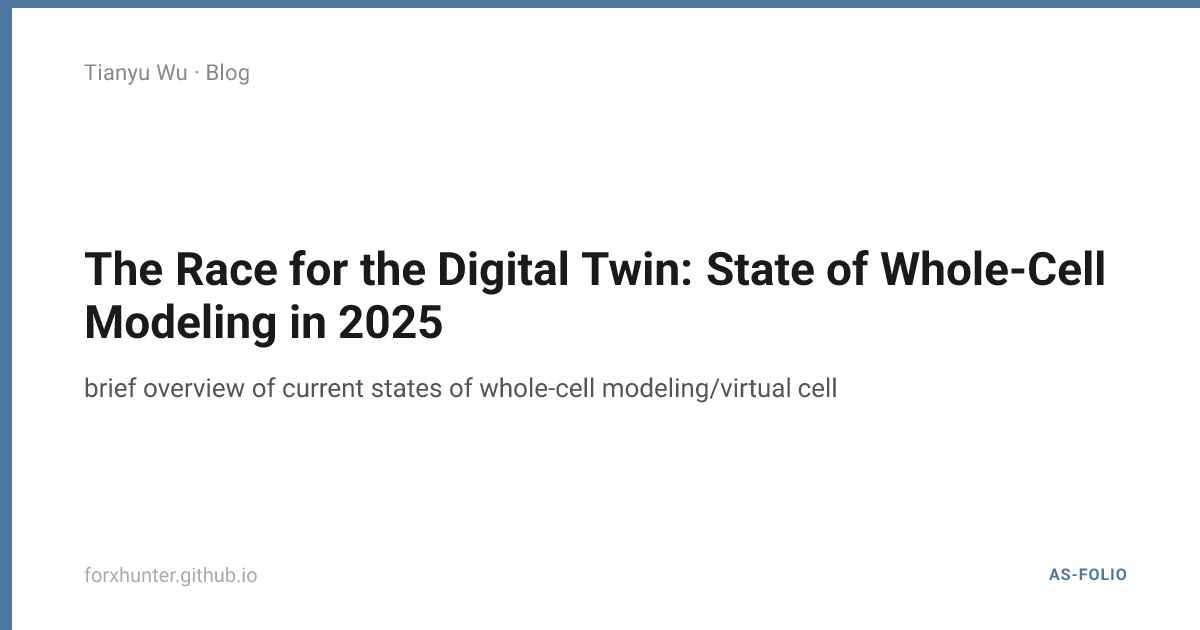 Tianyu Wu · Blog
The Race for the Digital Twin: State of Whole-Cell
Modeling in 2025
brief overview of current states of whole-cell modeling/virtual cell
forxhunter.github.io
AS-FOLIO